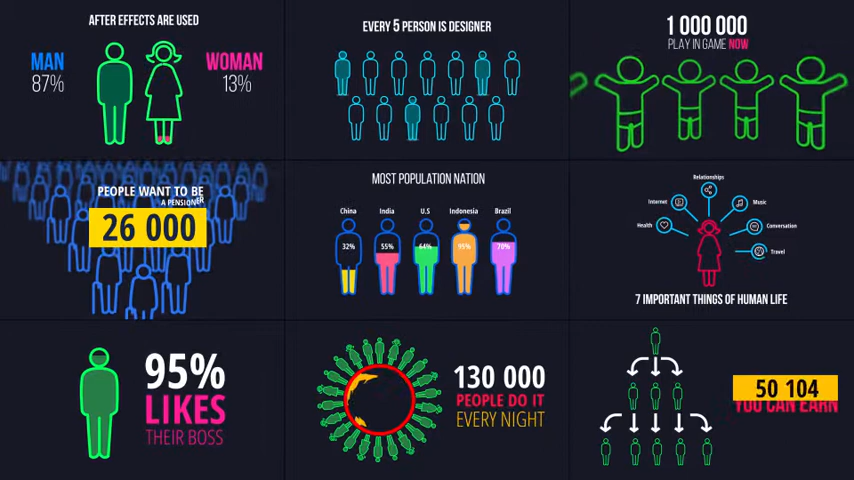 AFTER EFFECTS ARE USED
MAN
87%
WOMAN
13%
EVERY 5 PERSON IS DESIGNER
1 000 000
PLAY IN GAME NOW
PEOPLE WANT TO BE
A PENSIONER
26 000
MOST POPULATION NATION
China
India
U.S
Indonesia
Brazil
32%
55%
64%
95%
70%
Relationships
Internet
Music
Health
Conversation
Travel
7 IMPORTANT THINGS OF HUMAN LIFE
95%
LIKES
THEIR BOSS
130 000
PEOPLE DO IT
EVERY NIGHT
50 104
YOU CAN EARN